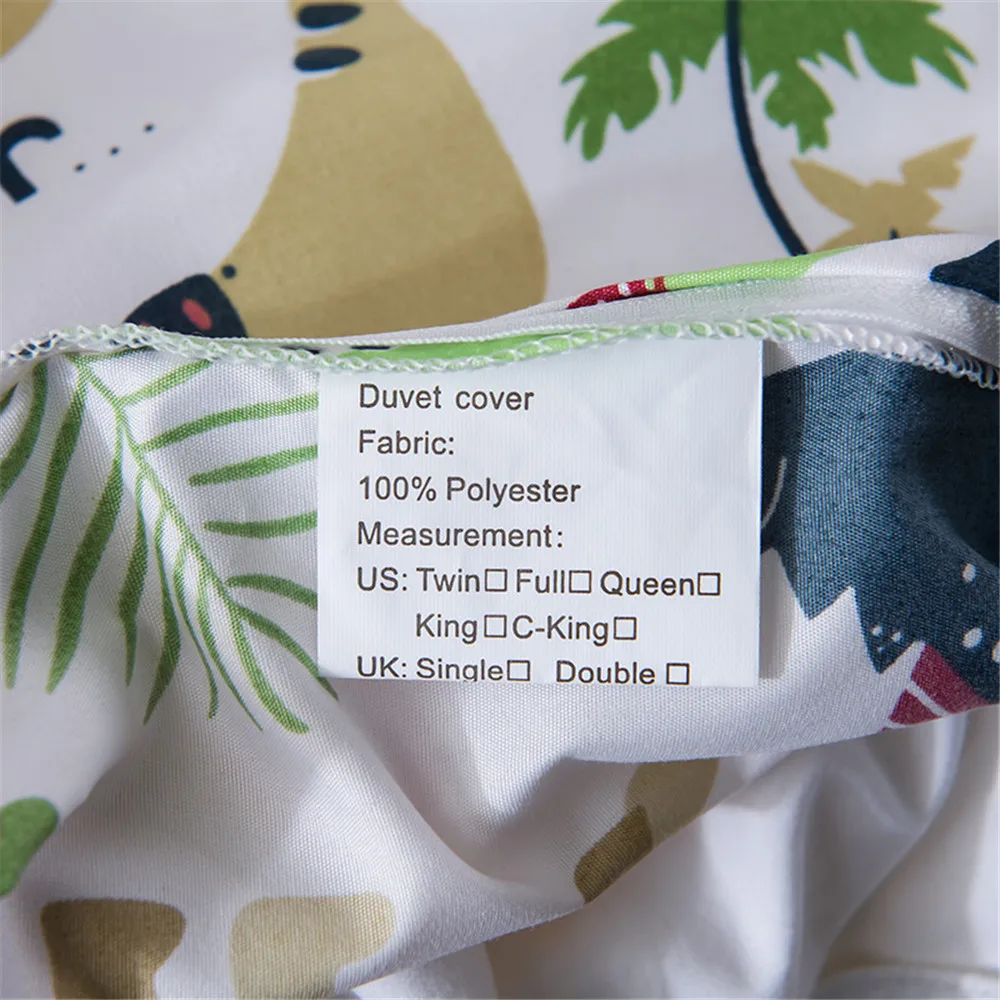 Duvet cover
Fabric:
100% Polyester
Measurement:
US: Twin☐ Full☐ Queen☐
King☐ C-King☐
UK: Single☐ Double ☐